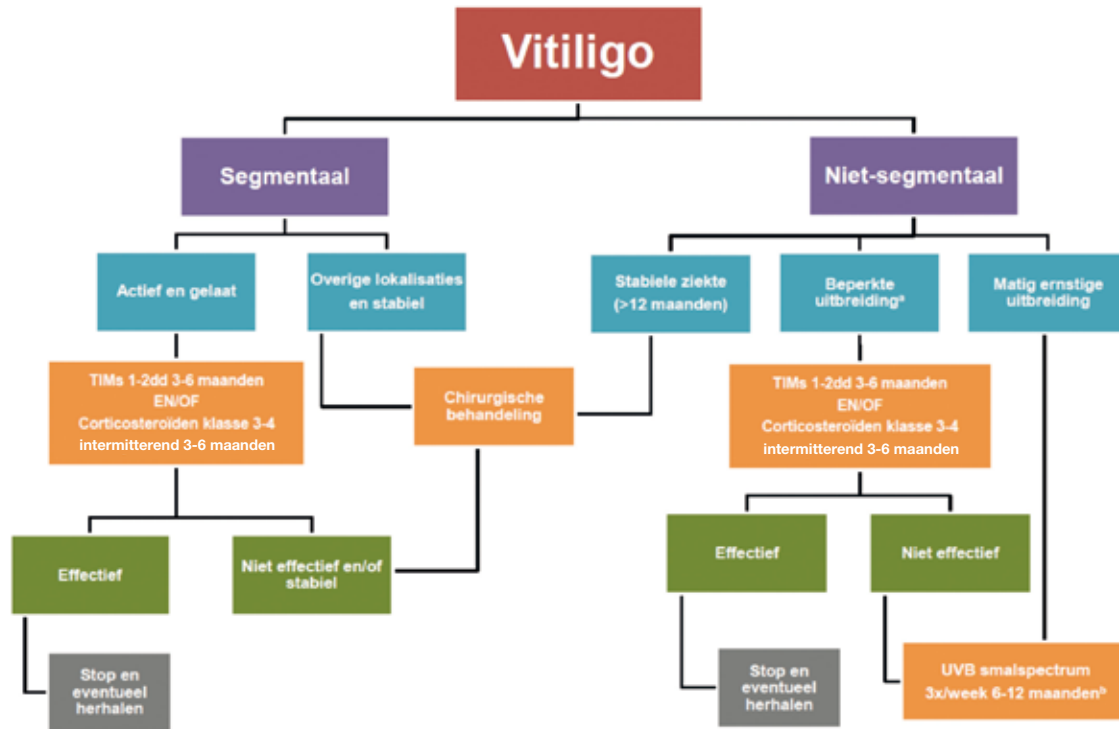 Vitiligo
Segmentaal
Niet-segmentaal
Actief en gelaat
Overige lokalisaties
en stabiel
Stabiele ziekte
(>12 maanden)
Beperkte
uitbreidingᵃ
Matig ernstige
uitbreiding
TIMs 1-2dd 3-6 maanden
EN/OF
Corticosteroïden klasse 3-4
intermitterend 3-6 maanden
Chirurgische
behandeling
TIMs 1-2dd 3-6 maanden
EN/OF
Corticosteroïden klasse 3-4
intermitterend 3-6 maanden
Effectief
Niet effectief en/of
stabiel
Effectief
Niet effectief
Stop en
eventueel
herhalen
Stop en
eventueel
herhalen
UVB smalspectrum
3x/week 6-12 maandenᵇ